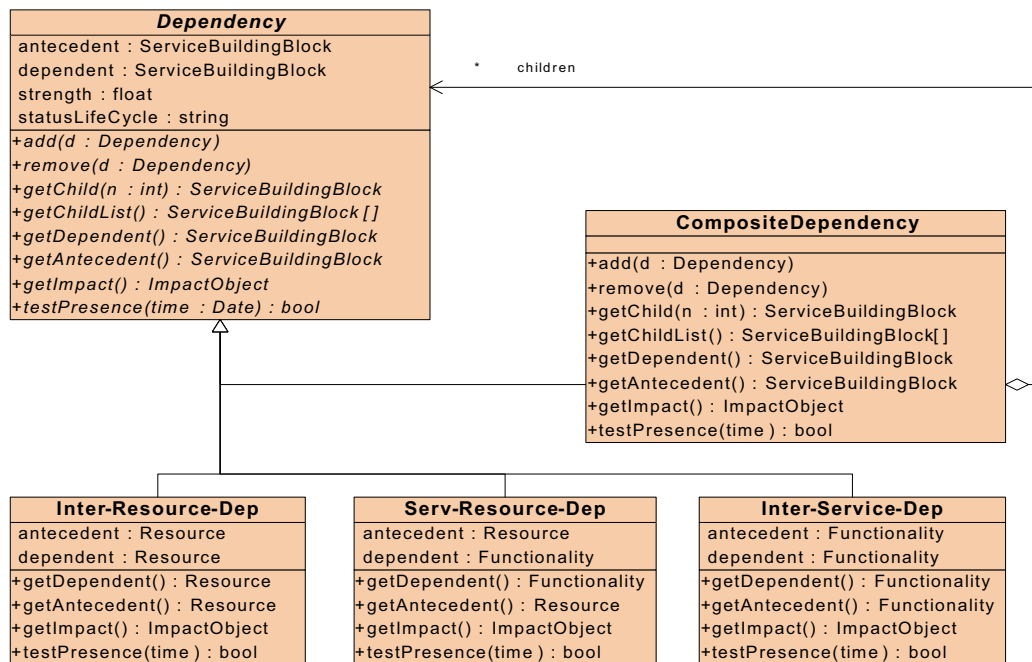 Dependency
antecedent : ServiceBuildingBlock
dependent : ServiceBuildingBlock
strength : float
statusLifeCycle : string
+add(d : Dependency)
+remove(d : Dependency)
+getChild(n : int) : ServiceBuildingBlock
+getChildList() : ServiceBuildingBlock[]
+getDependent() : ServiceBuildingBlock
+getAntecedent() : ServiceBuildingBlock
+getImpact() : ImpactObject
+testPresence(time : Date) : bool
* children
CompositeDependency
+add(d : Dependency)
+remove(d : Dependency)
+getChild(n : int) : ServiceBuildingBlock
+getChildList() : ServiceBuildingBlock[]
+getDependent() : ServiceBuildingBlock
+getAntecedent() : ServiceBuildingBlock
+getImpact() : ImpactObject
+testPresence(time) : bool
Inter-Resource-Dep
antecedent : Resource
dependent : Resource
+getDependent() : Resource
+getAntecedent() : Resource
+getImpact() : ImpactObject
+testPresence(time) : bool
Serv-Resource-Dep
antecedent : Resource
dependent : Functionality
+getDependent() : Functionality
+getAntecedent() : Resource
+getImpact() : ImpactObject
+testPresence(time) : bool
Inter-Service-Dep
antecedent : Functionality
dependent : Functionality
+getDependent() : Functionality
+getAntecedent() : Functionality
+getImpact() : ImpactObject
+testPresence(time) : bool